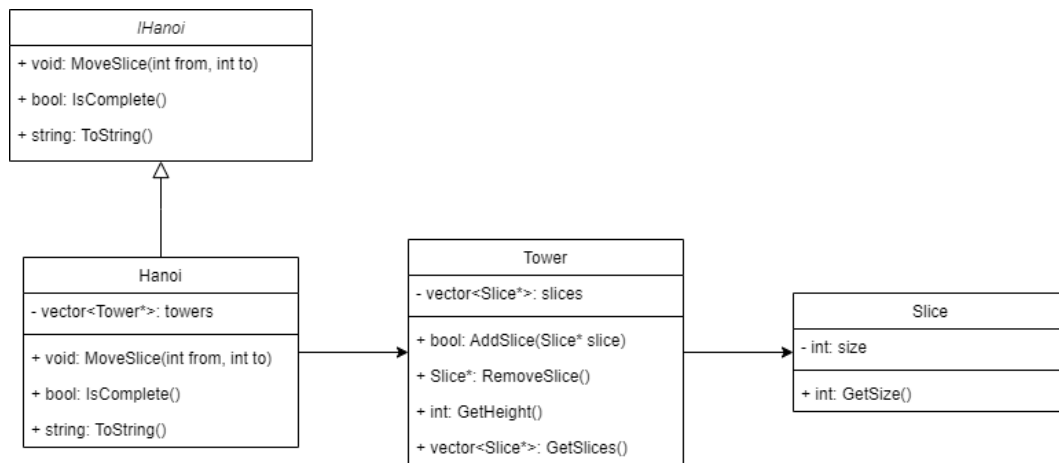 IHanoi
+ void: MoveSlice(int from, int to)
+ bool: IsComplete()
+ string: ToString()
Hanoi
- vector<Tower*>: towers
+ void: MoveSlice(int from, int to)
+ bool: IsComplete()
+ string: ToString()
Tower
- vector<Slice*>: slices
+ bool: AddSlice(Slice* slice)
+ Slice*: RemoveSlice()
+ int: GetHeight()
+ vector<Slice*>: GetSlices()
Slice
- int: size
+ int: GetSize()